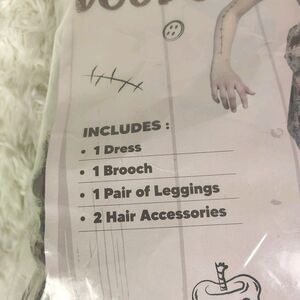 INCLUDES :
• 1 Dress
• 1 Brooch
• 1 Pair of Leggings
• 2 Hair Accessories